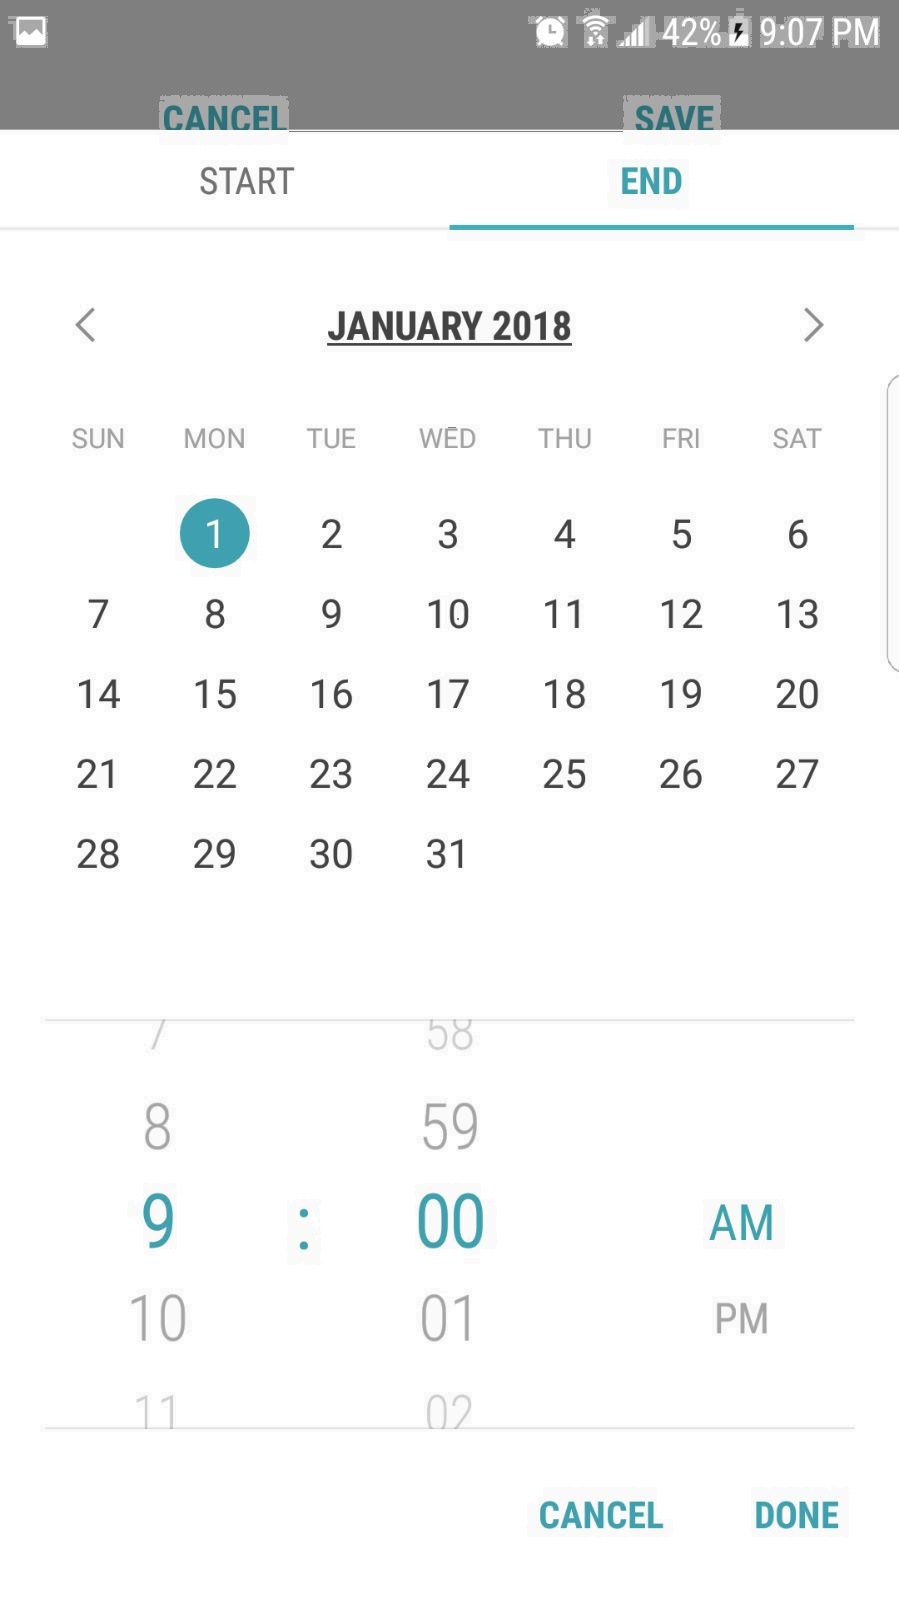 42% 9:07 PM
CANCEL SAVE
START END
JANUARY 2018
SUN MON TUE WED THU FRI SAT
1 2 3 4 5 6
7 8 9 10 11 12 13
14 15 16 17 18 19 20
21 22 23 24 25 26 27
28 29 30 31
7 58
8 59
9 : 00 AM
10 01 PM
11 02
CANCEL DONE